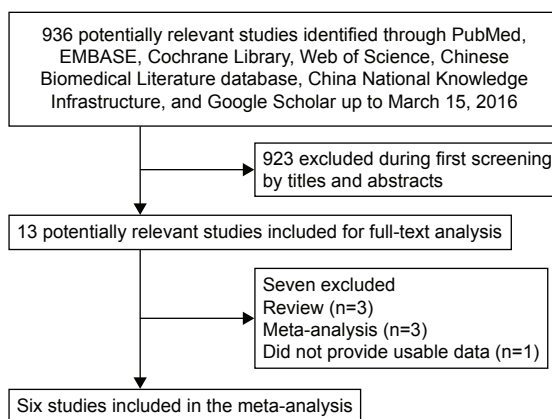 936 potentially relevant studies identified through PubMed,
EMBASE, Cochrane Library, Web of Science, Chinese
Biomedical Literature database, China National Knowledge
Infrastructure, and Google Scholar up to March 15, 2016
923 excluded during first screening
by titles and abstracts
13 potentially relevant studies included for full-text analysis
Seven excluded
Review (n=3)
Meta-analysis (n=3)
Did not provide usable data (n=1)
Six studies included in the meta-analysis